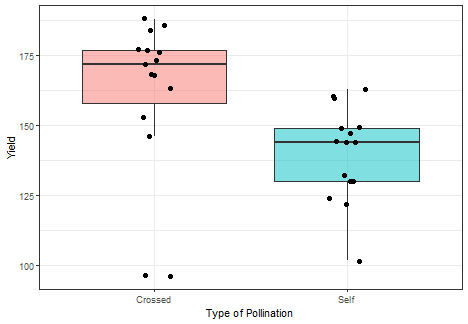 175
150
125
100
Yield
Crossed
Self
Type of Pollination